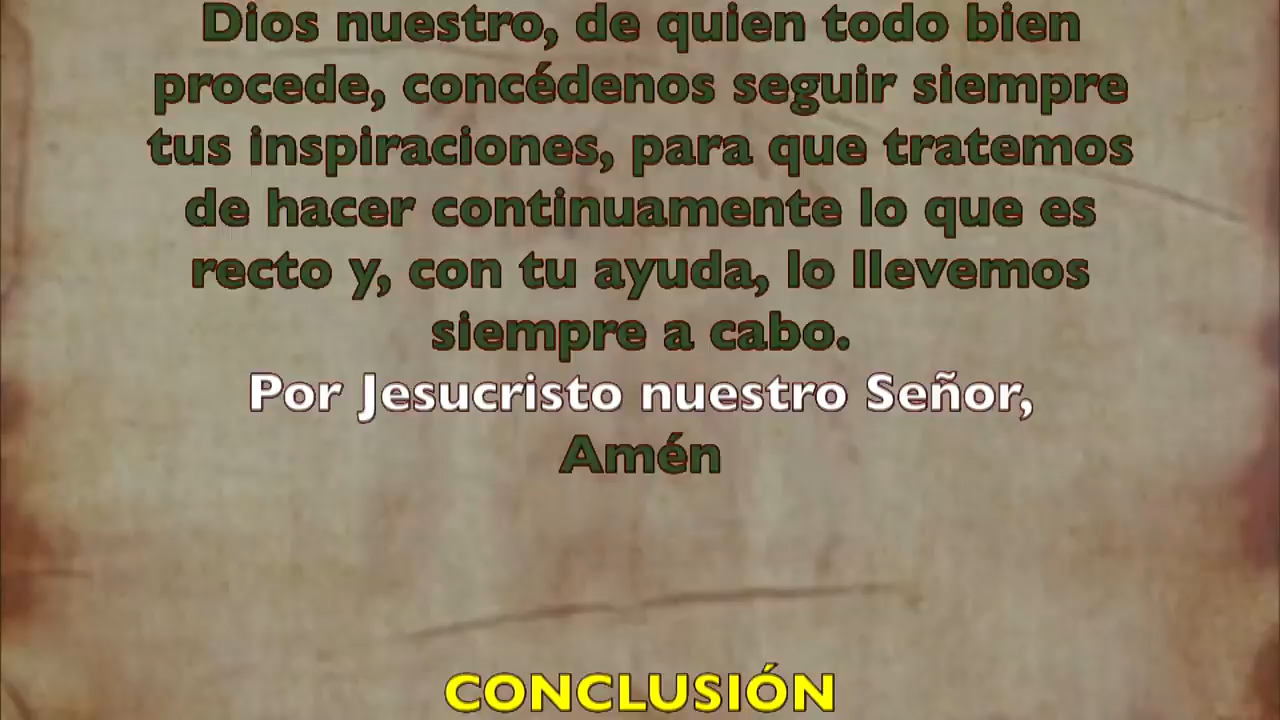 Dios nuestro, de quien todo bien
procede, concédenos seguir siempre
tus inspiraciones, para que tratemos
de hacer continuamente lo que es
recto y, con tu ayuda, lo llevemos
siempre a cabo.
Por Jesucristo nuestro Señor,
Amén
CONCLUSIÓN